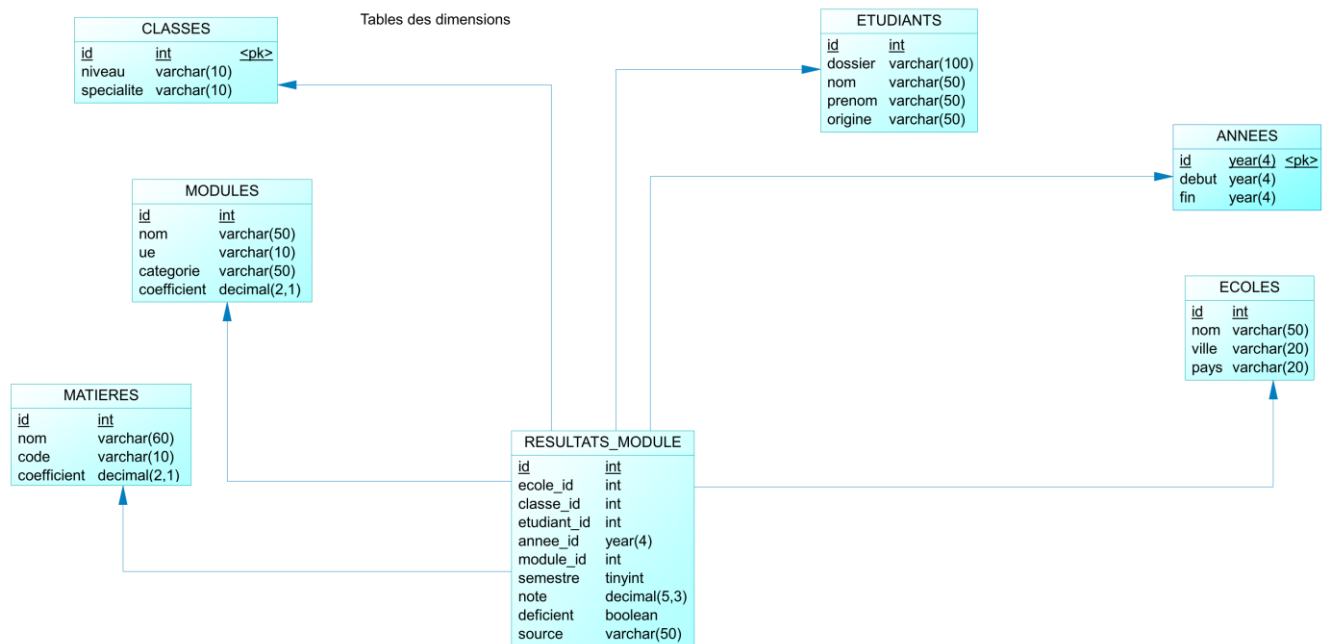 Tables des dimensions
CLASSES
id int <pk>
niveau varchar(10)
specialite varchar(10)
ETUDIANTS
id int
dossier varchar(100)
nom varchar(50)
prenom varchar(50)
origine varchar(50)
ANNEES
id year(4) <pk>
debut year(4)
fin year(4)
MODULES
id int
nom varchar(50)
ue varchar(10)
categorie varchar(50)
coefficient decimal(2,1)
ECOLES
id int
nom varchar(50)
ville varchar(20)
pays varchar(20)
MATIERES
id int
nom varchar(60)
code varchar(10)
coefficient decimal(2,1)
RESULTATS_MODULE
id int
ecole_id int
classe_id int
etudiant_id int
annee_id year(4)
module_id int
semestre tinyint
note decimal(5,3)
deficient boolean
source varchar(50)